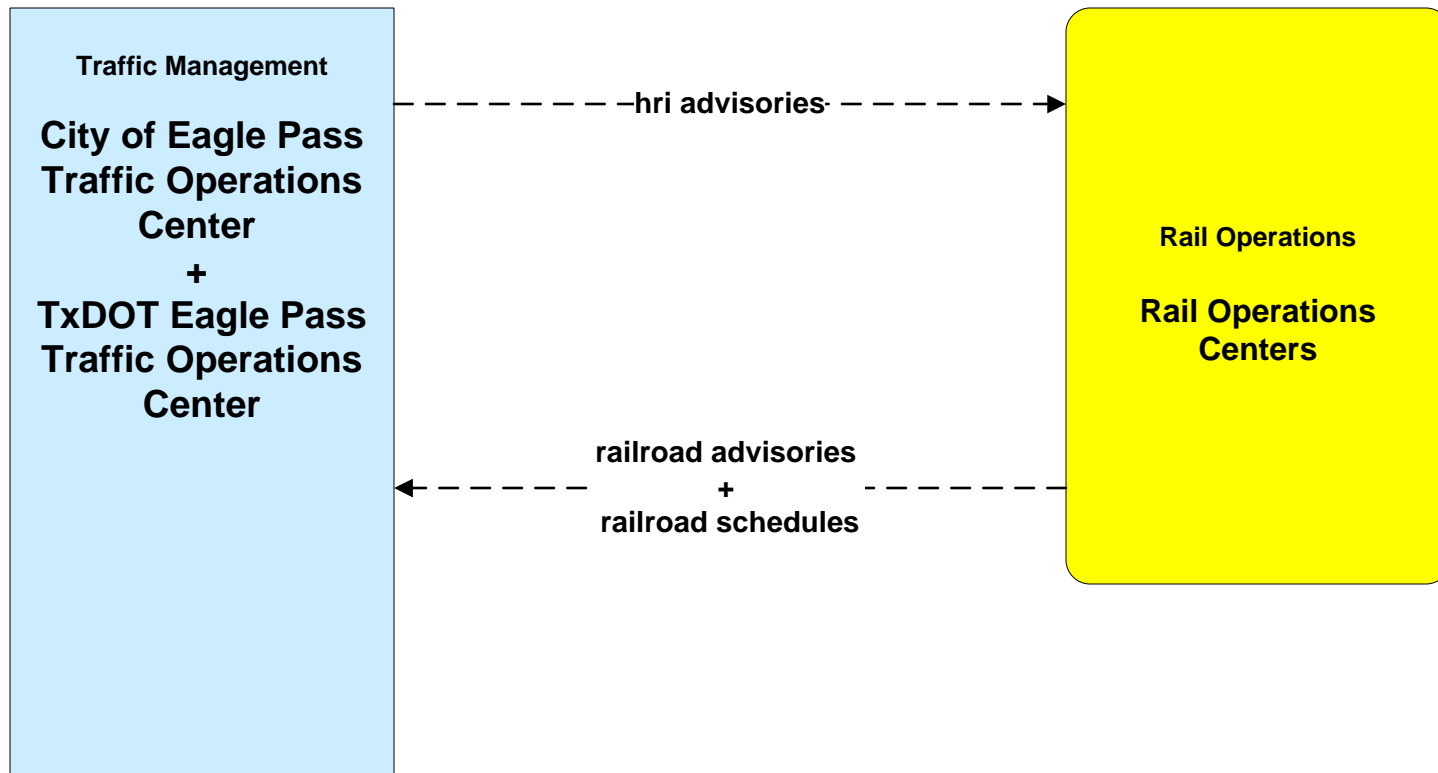 Traffic Management
City of Eagle Pass
Traffic Operations
Center
+
TxDOT Eagle Pass
Traffic Operations
Center
hri advisories
railroad advisories
+
railroad schedules
Rail Operations
Rail Operations
Centers